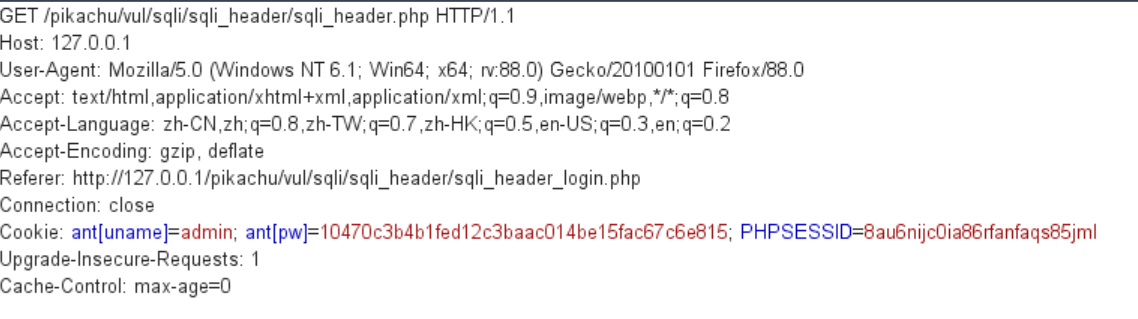 GET /pikachu/vul/sqli/sqli_header/sqli_header.php HTTP/1.1
Host: 127.0.0.1
User-Agent: Mozilla/5.0 (Windows NT 6.1; Win64; x64; rv:88.0) Gecko/20100101 Firefox/88.0
Accept: text/html,application/xhtml+xml,application/xml;q=0.9,image/webp,*/*;q=0.8
Accept-Language: zh-CN,zh;q=0.8,zh-TW;q=0.7,zh-HK;q=0.5,en-US;q=0.3,en;q=0.2
Accept-Encoding: gzip, deflate
Referer: http://127.0.0.1/pikachu/vul/sqli/sqli_header/sqli_header_login.php
Connection: close
Cookie: ant[uname]=admin; ant[pw]=10470c3b4b1fed12c3baac014be15fac67c6e815; PHPSESSID=8au6nijc0ia86rfanfaqs85jml
Upgrade-Insecure-Requests: 1
Cache-Control: max-age=0